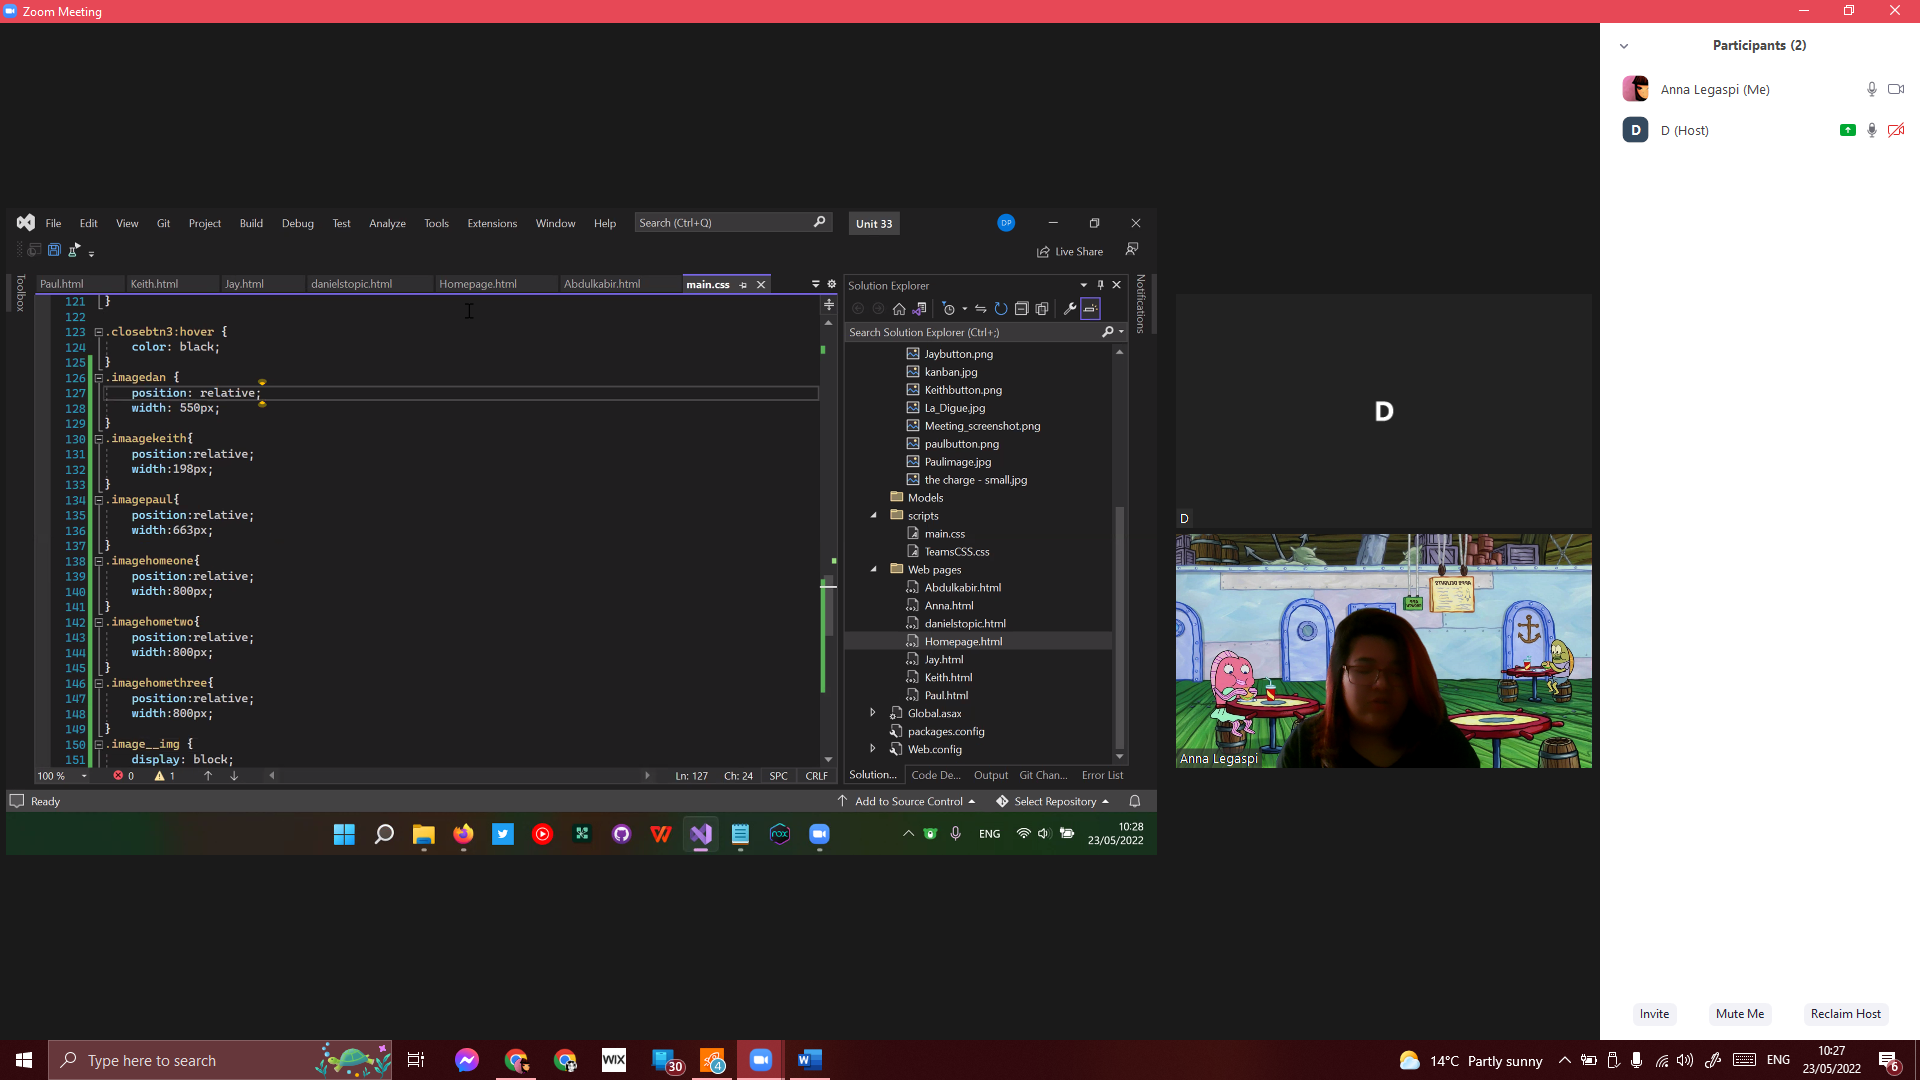 Zoom Meeting
File Edit View Git Project Build Debug Test Analyze Tools Extensions Window Help Search (Ctrl+Q) Unit 33 DP
Live Share
Toolbox
Paul.html Keith.html Jay.html danielstopic.html Homepage.html Abdulkabir.html main.css
121 }
122
123 .closebtn3:hover {
124 color: black;
125 }
126 .imagedan {
127 position: relative;
128 width: 550px;
129 }
130 .imaagekeith{
131 position:relative;
132 width:198px;
133 }
134 .imagepaul{
135 position:relative;
136 width:663px;
137 }
138 .imagehomeone{
139 position:relative;
140 width:800px;
141 }
142 .imagehometwo{
143 position:relative;
144 width:800px;
145 }
146 .imagehomethree{
147 position:relative;
148 width:800px;
149 }
150 .image__img {
151 display: block;
100 % 0 1 Ln: 127 Ch: 24 SPC CRLF
Solution Explorer
Search Solution Explorer (Ctrl+;)
Jaybutton.png
kanban.jpg
Keithbutton.png
La_Digue.jpg
Meeting_screenshot.png
paulbutton.png
Paulimage.jpg
the charge - small.jpg
Models
scripts
main.css
TeamsCSS.css
Web pages
Abdulkabir.html
Anna.html
danielstopic.html
Homepage.html
Jay.html
Keith.html
Paul.html
Global.asax
packages.config
Web.config
Solution... Code De... Output Git Chan... Error List
Notifications
Ready Add to Source Control Select Repository
ENG 10:28
23/05/2022
D
D
Anna Legaspi
Participants (2)
Anna Legaspi (Me)
D D (Host)
Invite Mute Me Reclaim Host
Type here to search WIX 30 4 14°C Partly sunny ENG 10:27
23/05/2022 6